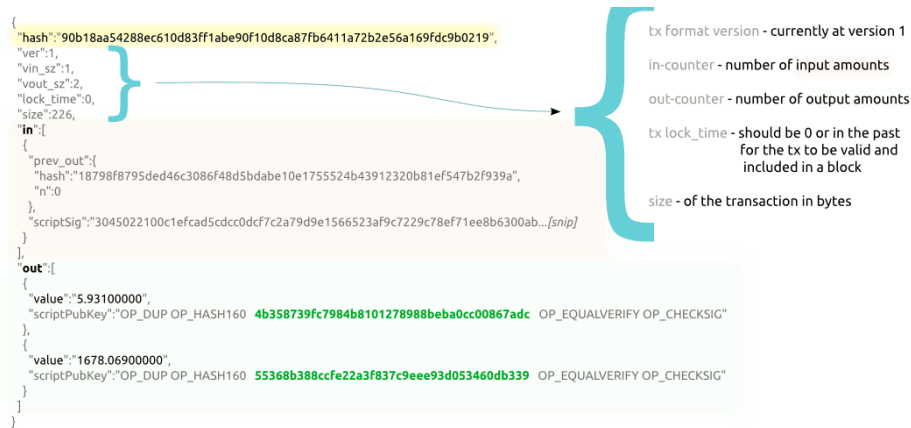 {
"hash":"90b18aa54288ec610d83ff1abe90f10d8ca87fb6411a72b2e56a169fdc9b0219",
"ver":1,
"vin_sz":1,
"vout_sz":2,
"lock_time":0,
"size":226,
"in":[
{
"prev_out":{
"hash":"18798f8795ded46c3086f48d5bdabe10e1755524b43912320b81ef547b2f939a",
"n":0
},
"scriptSig":"3045022100c1efcad5cdcc0dcf7c2a79d9e1566523af9c7229c78ef71ee8b6300ab...[snip]
}
],
"out":[
{
"value":"5.93100000",
"scriptPubKey":"OP_DUP OP_HASH160 4b358739fc7984b8101278988beba0cc00867adc OP_EQUALVERIFY OP_CHECKSIG"
},
{
"value":"1678.06900000",
"scriptPubKey":"OP_DUP OP_HASH160 55368b388ccfe22a3f837c9eee93d053460db339 OP_EQUALVERIFY OP_CHECKSIG"
}
]
}
tx format version - currently at version 1
in-counter - number of input amounts
out-counter - number of output amounts
tx lock_time - should be 0 or in the past
for the tx to be valid and
included in a block
size - of the transaction in bytes